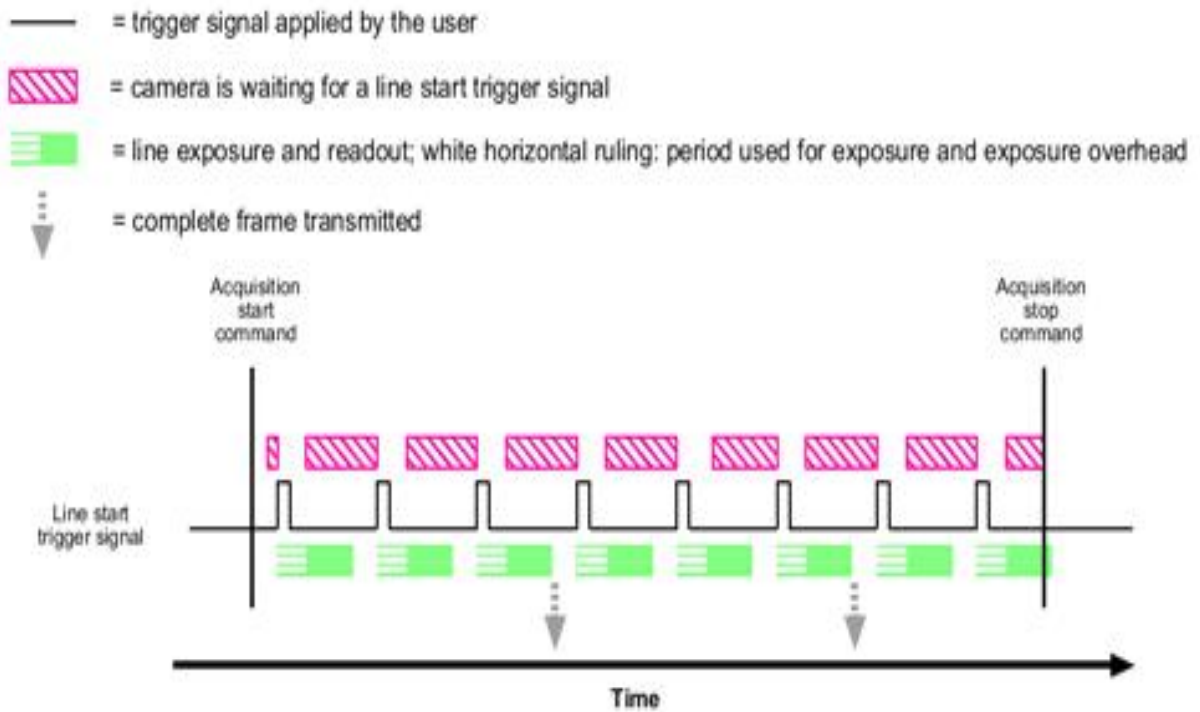 = trigger signal applied by the user
= camera is waiting for a line start trigger signal
= line exposure and readout; white horizontal ruling: period used for exposure and exposure overhead
= complete frame transmitted
Acquisition
start
command
Acquisition
stop
command
Line start
trigger signal
Time